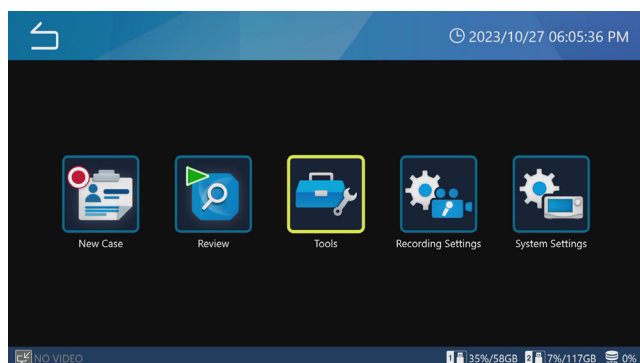 2023/10/27 06:05:36 PM
New Case
Review
Tools
Recording Settings
System Settings
NO VIDEO
1 35%/58GB 2 7%/117GB 0%